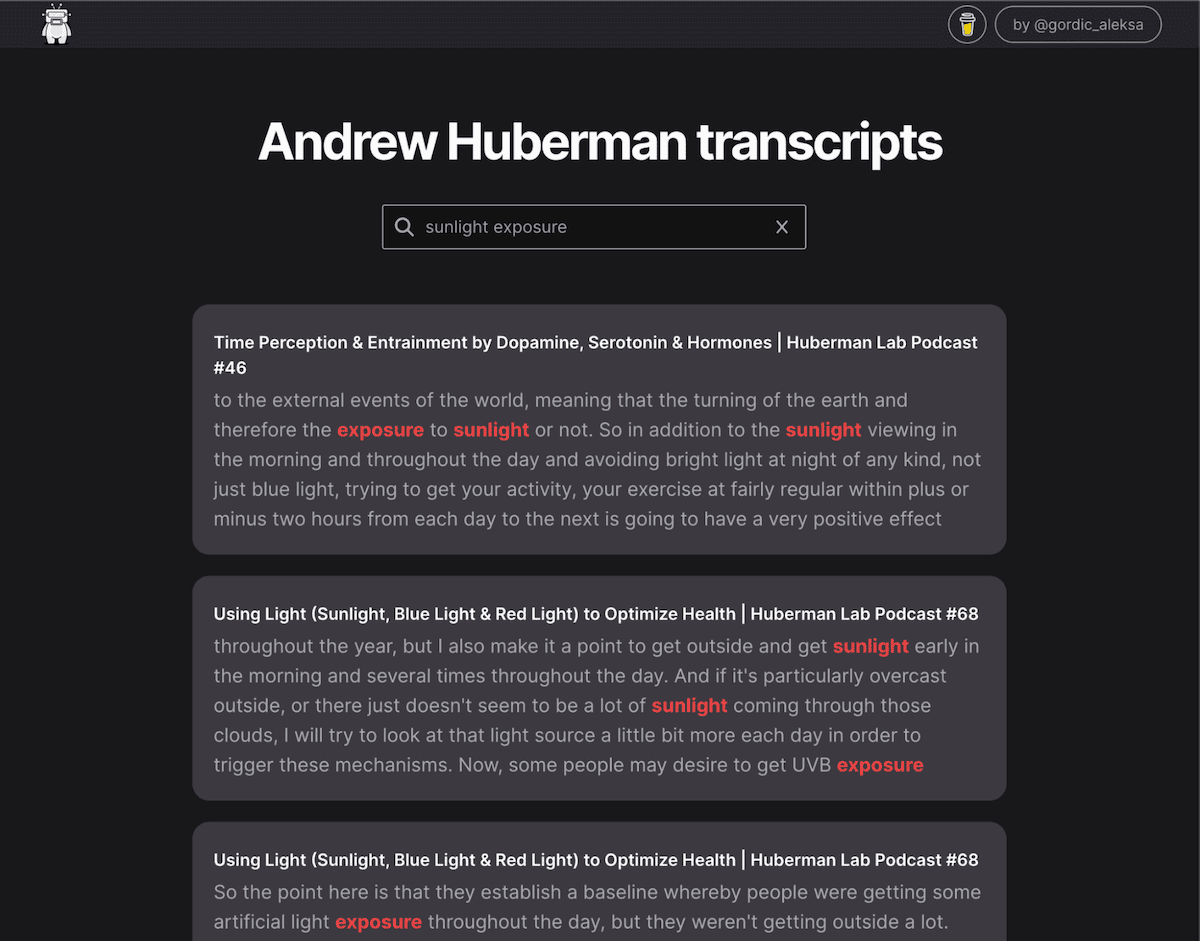 by @gordic_aleksa
Andrew Huberman transcripts
sunlight exposure
Time Perception & Entrainment by Dopamine, Serotonin & Hormones | Huberman Lab Podcast
#46
to the external events of the world, meaning that the turning of the earth and
therefore the exposure to sunlight or not. So in addition to the sunlight viewing in
the morning and throughout the day and avoiding bright light at night of any kind, not
just blue light, trying to get your activity, your exercise at fairly regular within plus or
minus two hours from each day to the next is going to have a very positive effect
Using Light (Sunlight, Blue Light & Red Light) to Optimize Health | Huberman Lab Podcast #68
throughout the year, but I also make it a point to get outside and get sunlight early in
the morning and several times throughout the day. And if it's particularly overcast
outside, or there just doesn't seem to be a lot of sunlight coming through those
clouds, I will try to look at that light source a little bit more each day in order to
trigger these mechanisms. Now, some people may desire to get UVB exposure
Using Light (Sunlight, Blue Light & Red Light) to Optimize Health | Huberman Lab Podcast #68
So the point here is that they establish a baseline whereby people were getting some
artificial light exposure throughout the day, but they weren't getting outside a lot.